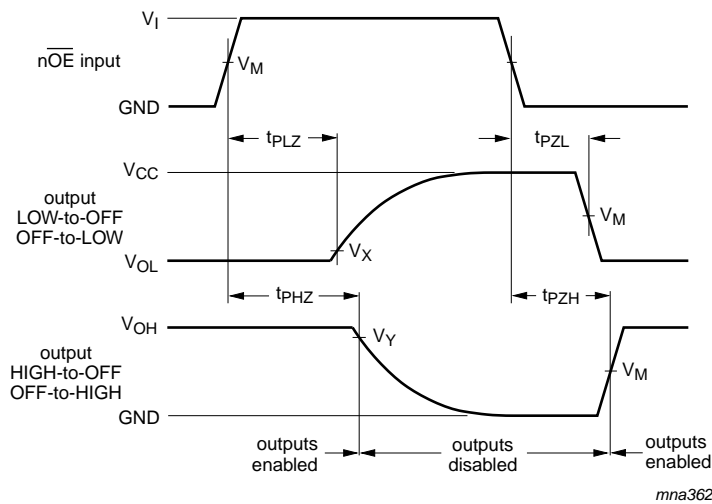 V_I
nOE input
V_M
GND
t_PLZ
t_PZL
V_CC
output
LOW-to-OFF
OFF-to-LOW
V_M
V_X
V_OL
t_PHZ
t_PZH
V_OH
V_Y
output
HIGH-to-OFF
OFF-to-HIGH
V_M
GND
outputs
enabled
outputs
disabled
outputs
enabled
mna362